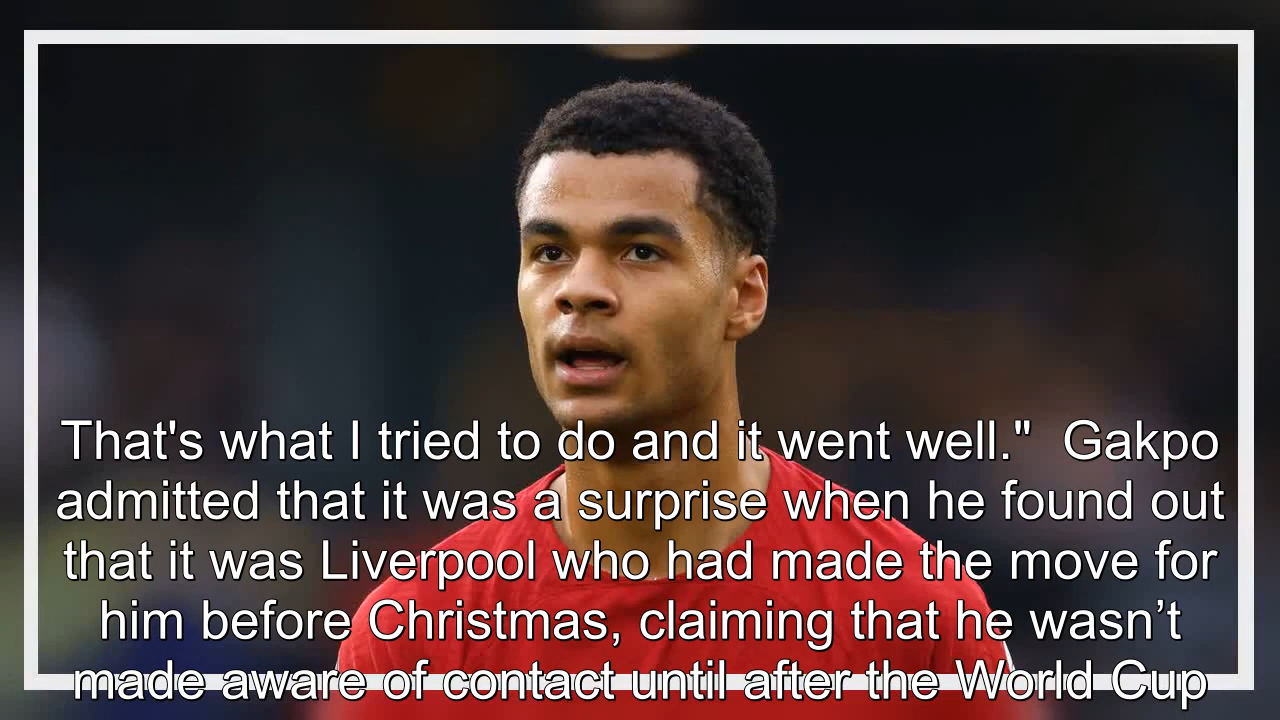 That's what I tried to do and it went well."  Gakpo
admitted that it was a surprise when he found out
that it was Liverpool who had made the move for
him before Christmas, claiming that he wasn’t
made aware of contact until after the World Cup